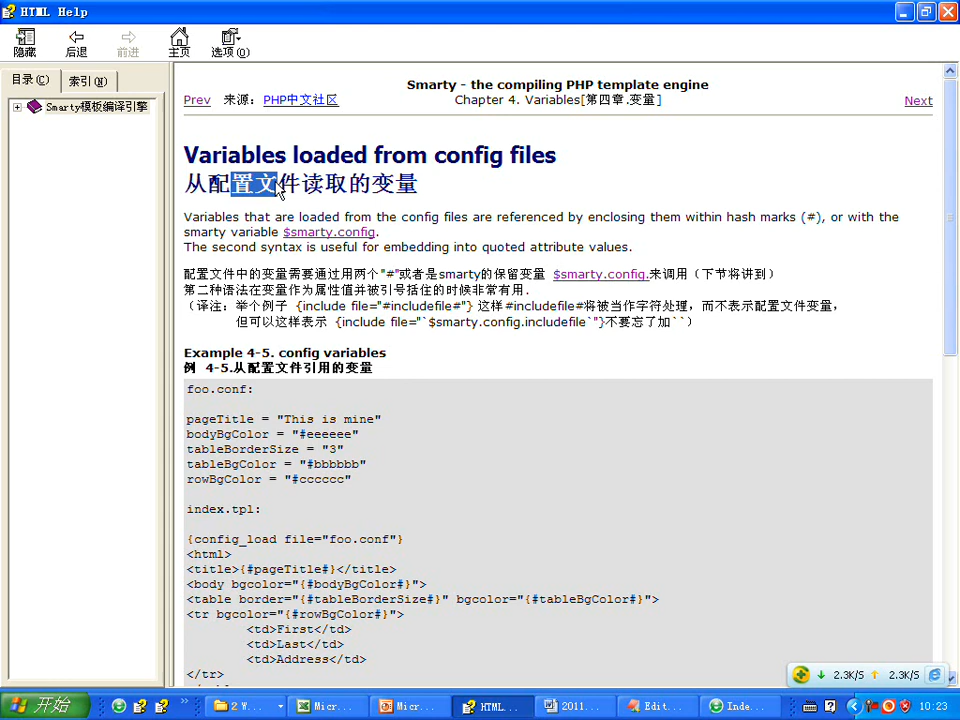 HTML Help
隐藏 后退 前进 主页 选项(O)
目录(C) 索引(N)
Smarty模板编译引擎
Smarty - the compiling PHP template engine
Prev 来源: PHP中文社区 Chapter 4. Variables[第四章.变量] Next
Variables loaded from config files
从配置文件读取的变量
Variables that are loaded from the config files are referenced by enclosing them within hash marks (#), or with the
smarty variable $smarty.config.
The second syntax is useful for embedding into quoted attribute values.
配置文件中的变量需要通过用两个"#"或者是smarty的保留变量 $smarty.config.来调用（下节将讲到）
第二种语法在变量作为属性值并被引号括住的时候非常有用.
（译注: 举个例子 {include file="#includefile#"} 这样#includefile#将被当作字符处理，而不表示配置文件变量，
但可以这样表示 {include file="`$smarty.config.includefile`"}不要忘了加``）
Example 4-5. config variables
例 4-5.从配置文件引用的变量
foo.conf:
pageTitle = "This is mine"
bodyBgColor = "#eeeeee"
tableBorderSize = "3"
tableBgColor = "#bbbbbb"
rowBgColor = "#cccccc"
index.tpl:
{config_load file="foo.conf"}
<html>
<title>{#pageTitle#}</title>
<body bgcolor="{#bodyBgColor#}">
<table border="{#tableBorderSize#}" bgcolor="{#tableBgColor#}">
<tr bgcolor="{#rowBgColor#}">
<td>First</td>
<td>Last</td>
<td>Address</td>
</tr>
2.3K/S 2.3K/S
开始 2 W... Micr... Micr... HTML... 2011... Edit... Inde... 10:23